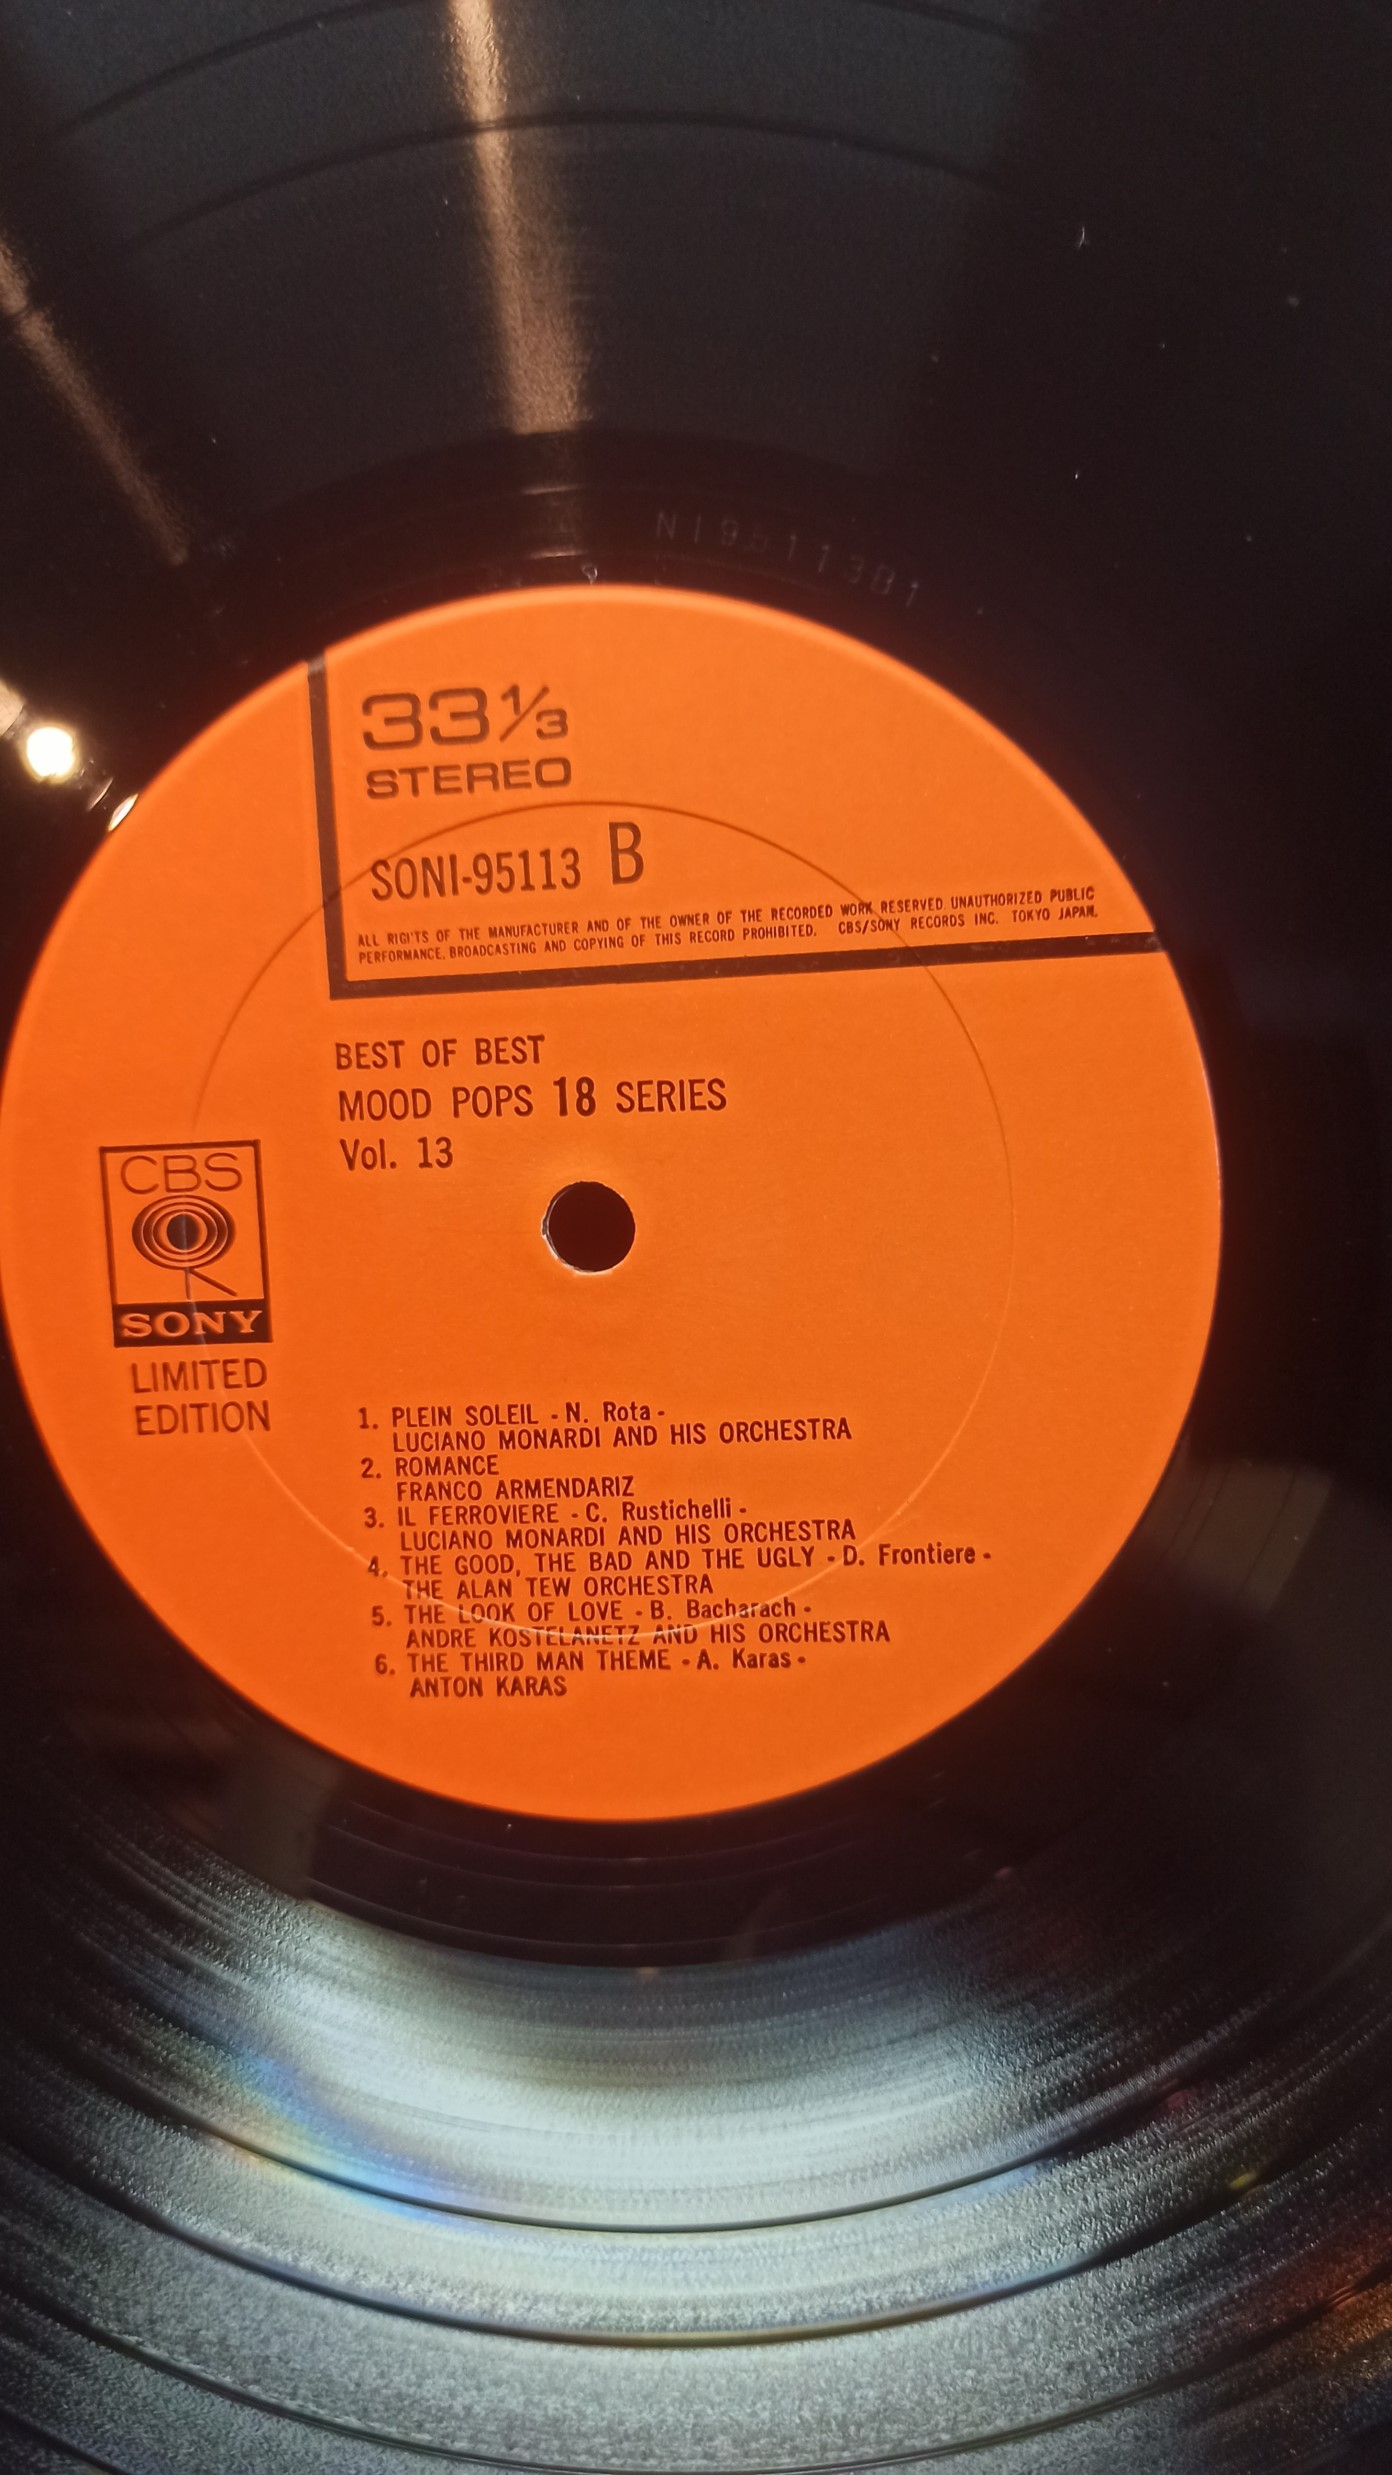 NI95113B1
33 1/3
STEREO
SONI-95113 B
ALL RIGI'TS OF THE MANUFACTURER AND OF THE OWNER OF THE RECORDED WORK RESERVED. UNAUTHORIZED PUBLIC
PERFORMANCE, BROADCASTING AND COPYING OF THIS RECORD PROHIBITED. CBS/SONY RECORDS INC. TOKYO JAPAN.
BEST OF BEST
MOOD POPS 18 SERIES
Vol. 13
CBS
SONY
LIMITED
EDITION
1. PLEIN SOLEIL - N. Rota -
LUCIANO MONARDI AND HIS ORCHESTRA
2. ROMANCE
FRANCO ARMENDARIZ
3. IL FERROVIERE - C. Rustichelli -
LUCIANO MONARDI AND HIS ORCHESTRA
4. THE GOOD, THE BAD AND THE UGLY - D. Frontiere -
THE ALAN TEW ORCHESTRA
5. THE LOOK OF LOVE - B. Bacharach -
ANDRE KOSTELANETZ AND HIS ORCHESTRA
6. THE THIRD MAN THEME - A. Karas -
ANTON KARAS